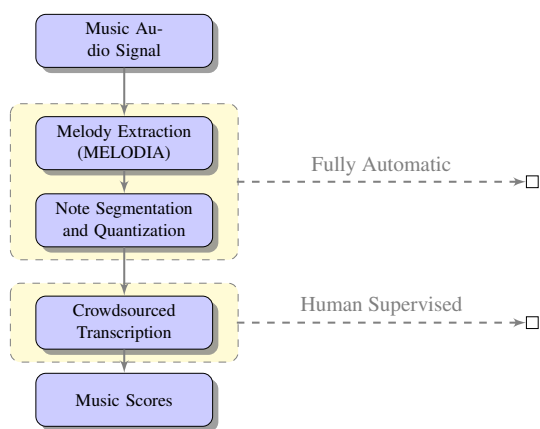 Music Au-
dio Signal
Melody Extraction
(MELODIA)
Fully Automatic
Note Segmentation
and Quantization
Crowdsourced
Transcription
Human Supervised
Music Scores